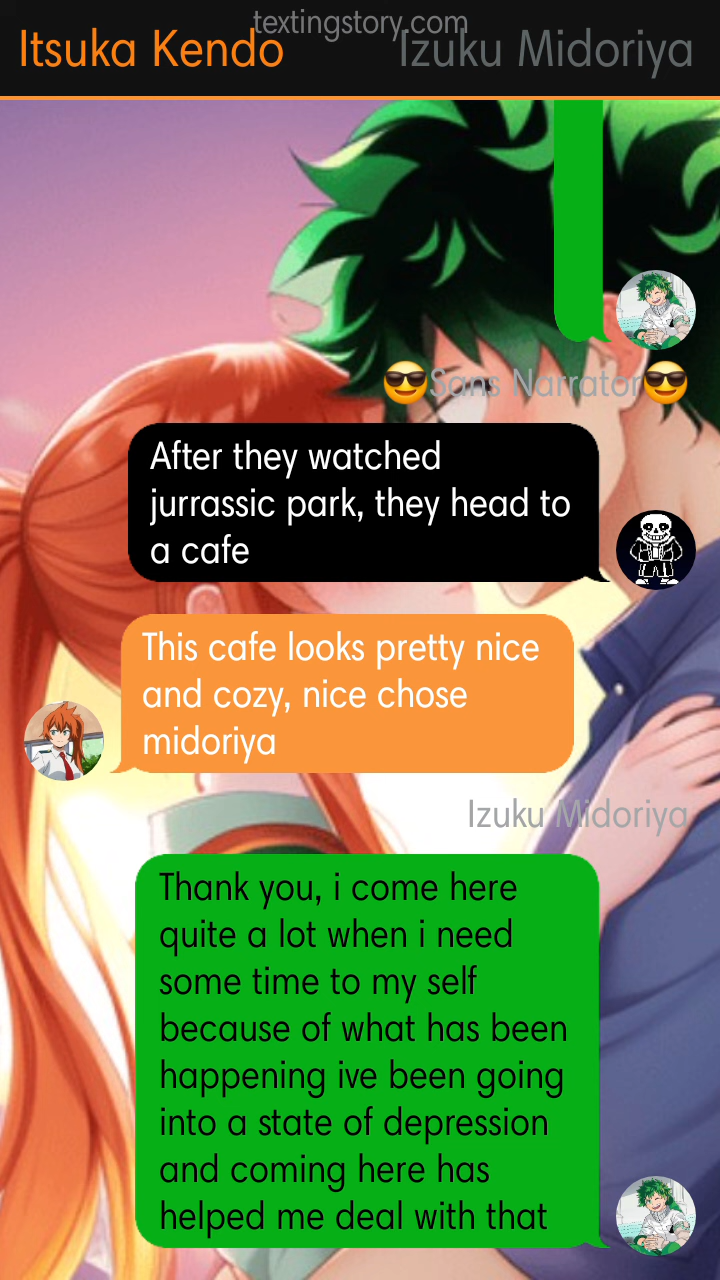 textingstory.com
Itsuka Kendo Izuku Midoriya
😎Sans Narrator😎
After they watched
jurrassic park, they head to
a cafe
This cafe looks pretty nice
and cozy, nice chose
midoriya
Izuku Midoriya
Thank you, i come here
quite a lot when i need
some time to my self
because of what has been
happening ive been going
into a state of depression
and coming here has
helped me deal with that